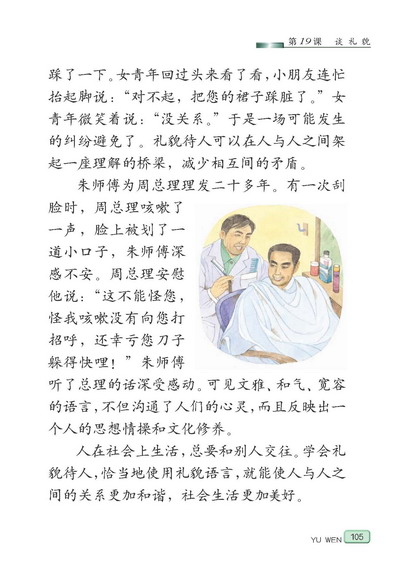 第19课 谈礼貌
踩了一下。女青年回过头来看了看，小朋友连忙
抬起脚说：“对不起，把您的裙子踩脏了。”女
青年微笑着说：“没关系。”于是一场可能发生
的纠纷避免了。礼貌待人可以在人与人之间架
起一座理解的桥梁，减少相互间的矛盾。
朱师傅为周总理理发二十多年。有一次刮
脸时，周总理咳嗽了
一声，脸上被划了一
道小口子，朱师傅深
感不安。周总理安慰
他说：“这不能怪您，
怪我咳嗽没有向您打
招呼，还幸亏您刀子
躲得快哩！”朱师傅
听了总理的话深受感动。可见文雅、和气、宽容
的语言，不但沟通了人们的心灵，而且反映出一
个人的思想情操和文化修养。
人在社会上生活，总要和别人交往。学会礼
貌待人，恰当地使用礼貌语言，就能使人与人之
间的关系更加和谐，社会生活更加美好。
YU WEN 105